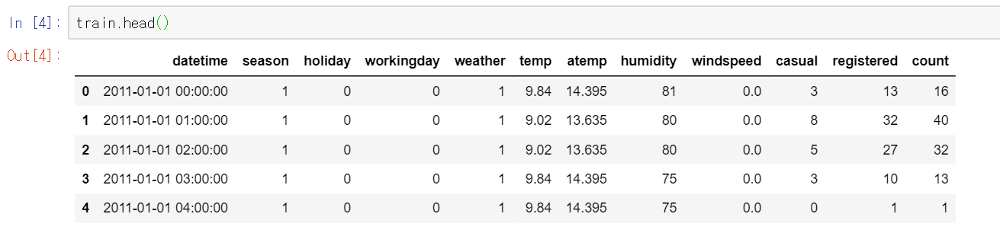 In [4]: train.head()
Out[4]:
datetime season holiday workingday weather temp atemp humidity windspeed casual registered count
0 2011-01-01 00:00:00 1 0 0 1 9.84 14.395 81 0.0 3 13 16
1 2011-01-01 01:00:00 1 0 0 1 9.02 13.635 80 0.0 8 32 40
2 2011-01-01 02:00:00 1 0 0 1 9.02 13.635 80 0.0 5 27 32
3 2011-01-01 03:00:00 1 0 0 1 9.84 14.395 75 0.0 3 10 13
4 2011-01-01 04:00:00 1 0 0 1 9.84 14.395 75 0.0 0 1 1